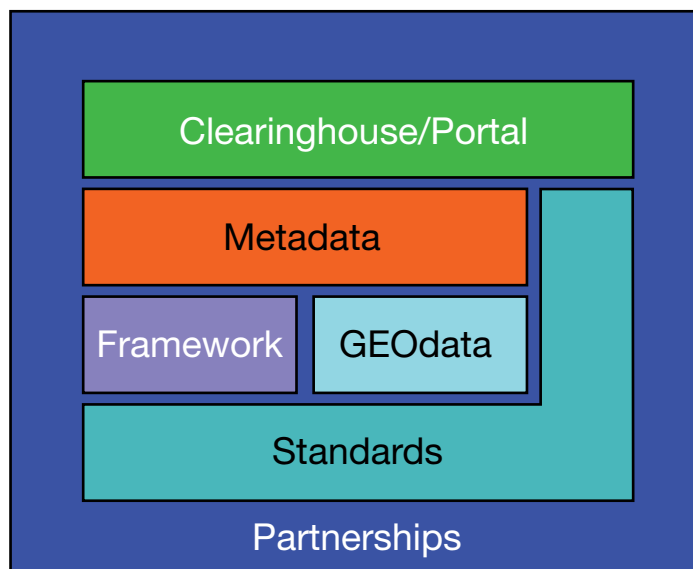 Clearinghouse/Portal
Metadata
Framework
GEOdata
Standards
Partnerships